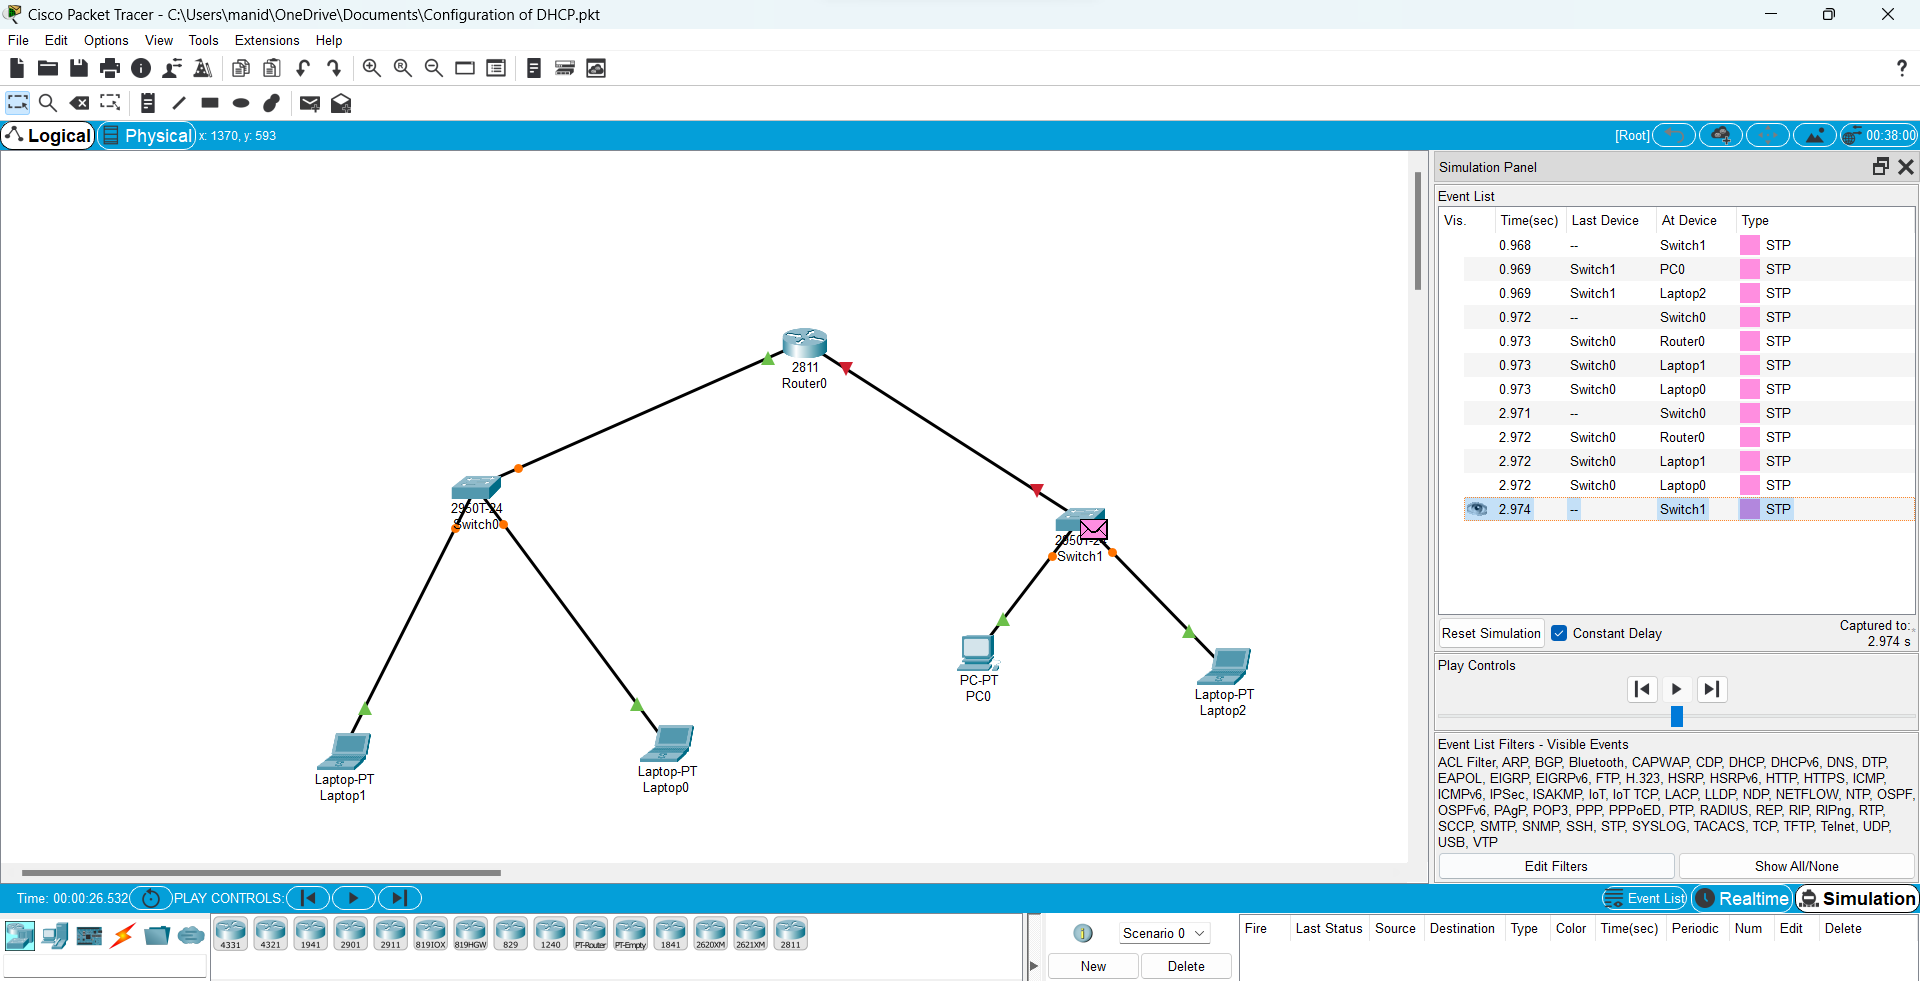 Cisco Packet Tracer - C:\Users\manid\OneDrive\Documents\Configuration of DHCP.pkt
File Edit Options View Tools Extensions Help
?
Logical Physical x: 1370, y: 593 [Root] 00:38:00
Simulation Panel
Event List
Vis. Time(sec) Last Device At Device Type
0.968 -- Switch1 STP
0.969 Switch1 PC0 STP
0.969 Switch1 Laptop2 STP
0.972 -- Switch0 STP
0.973 Switch0 Router0 STP
0.973 Switch0 Laptop1 STP
0.973 Switch0 Laptop0 STP
2.971 -- Switch0 STP
2.972 Switch0 Router0 STP
2.972 Switch0 Laptop1 STP
2.972 Switch0 Laptop0 STP
2.974 -- Switch1 STP
2811
Router0
2950T-24
Switch0
2950T-24
Switch1
PC-PT
PC0
Laptop-PT
Laptop2
Laptop-PT
Laptop1
Laptop-PT
Laptop0
Reset Simulation Constant Delay Captured to:
2.974 s
Play Controls
Event List Filters - Visible Events
ACL Filter, ARP, BGP, Bluetooth, CAPWAP, CDP, DHCP, DHCPv6, DNS, DTP,
EAPOL, EIGRP, EIGRPv6, FTP, H.323, HSRP, HSRPv6, HTTP, HTTPS, ICMP,
ICMPv6, IPSec, ISAKMP, IoT, IoT TCP, LACP, LLDP, NDP, NETFLOW, NTP, OSPF,
OSPFv6, PAgP, POP3, PPP, PPPoED, PTP, RADIUS, REP, RIP, RIPng, RTP,
SCCP, SMTP, SNMP, SSH, STP, SYSLOG, TACACS, TCP, TFTP, Telnet, UDP,
USB, VTP
Edit Filters Show All/None
Time: 00:00:26.532 PLAY CONTROLS: Event List Realtime Simulation
4331 4321 1941 2901 2911 819IOX 819HGW 829 1240 PT-Router PT-Empty 1841 2620XM 2621XM 2811
1 Scenario 0
New Delete
Fire Last Status Source Destination Type Color Time(sec) Periodic Num Edit Delete